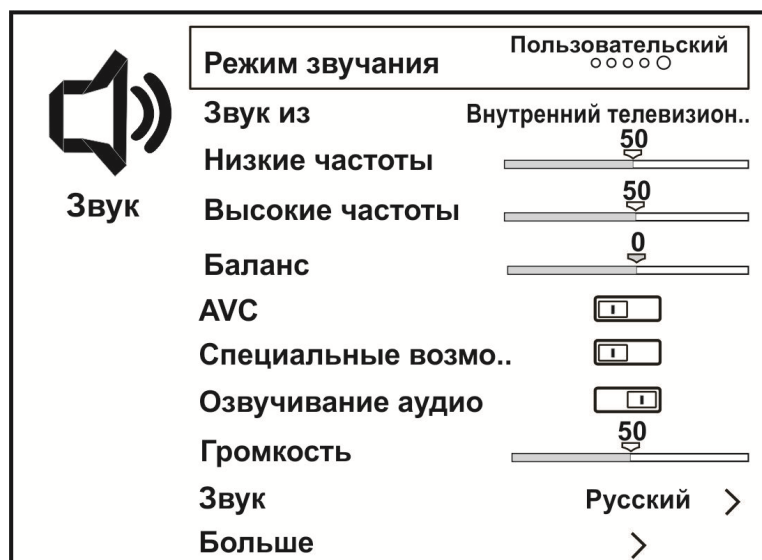 Звук
Режим звучания Пользовательский
Звук из Внутренний телевизион..
Низкие частоты 50
Высокие частоты 50
Баланс 0
AVC
Специальные возмо..
Озвучивание аудио
Громкость 50
Звук Русский >
Больше >